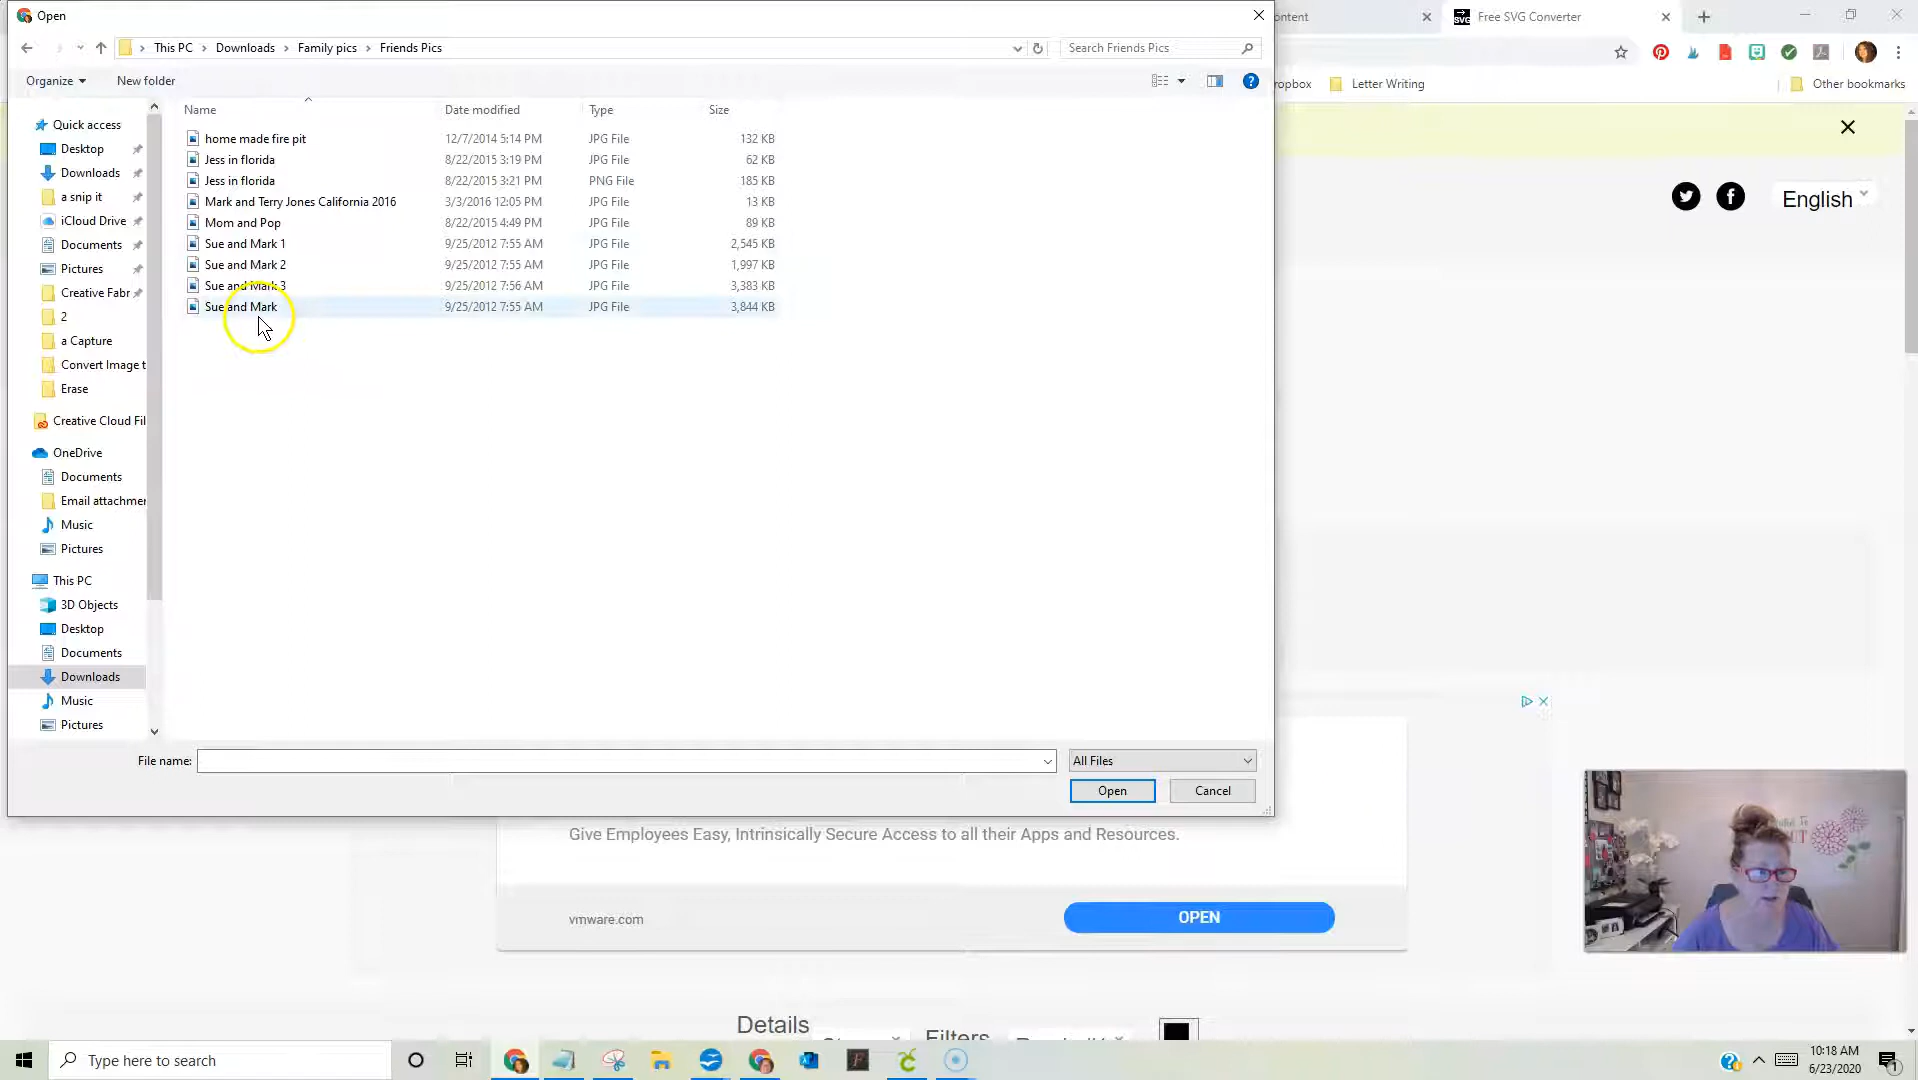 Open
ontent
Free SVG Converter
This PC
Downloads
Family pics
Friends Pics
Search Friends Pics
Organize
New folder
ropbox
Letter Writing
Other bookmarks
Name
Date modified
Type
Size
home made fire pit 12/7/2014 5:14 PM JPG File 132 KB
Jess in florida 8/22/2015 3:19 PM JPG File 62 KB
Jess in florida 8/22/2015 3:21 PM PNG File 185 KB
Mark and Terry Jones California 2016 3/3/2016 12:05 PM JPG File 13 KB
Mom and Pop 8/22/2015 4:49 PM JPG File 89 KB
Sue and Mark 1 9/25/2012 7:55 AM JPG File 2,545 KB
Sue and Mark 2 9/25/2012 7:55 AM JPG File 1,997 KB
Sue and Mark 3 9/25/2012 7:56 AM JPG File 3,383 KB
Sue and Mark 9/25/2012 7:55 AM JPG File 3,844 KB
Quick access
Desktop
Downloads
a snip it
iCloud Drive
Documents
Pictures
Creative Fabr
2
a Capture
Convert Image t
Erase
Creative Cloud Fil
OneDrive
Documents
Email attachmer
Music
Pictures
This PC
3D Objects
Desktop
Documents
Downloads
Music
Pictures
English
File name:
All Files
Open
Cancel
Give Employees Easy, Intrinsically Secure Access to all their Apps and Resources.
vmware.com
OPEN
Details
Filters
Type here to search
10:18 AM
6/23/2020